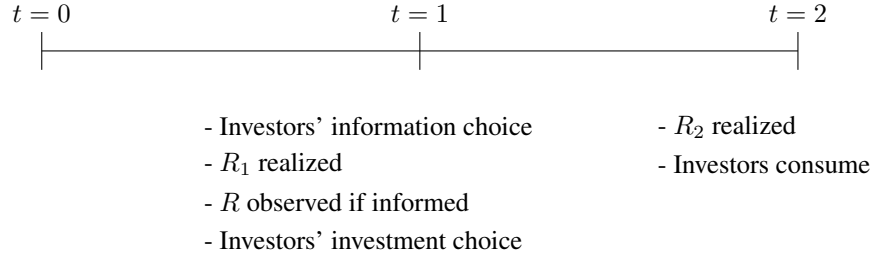 t = 0 t = 1 t = 2
- Investors' information choice
- R₁ realized
- R observed if informed
- Investors' investment choice
- R₂ realized
- Investors consume